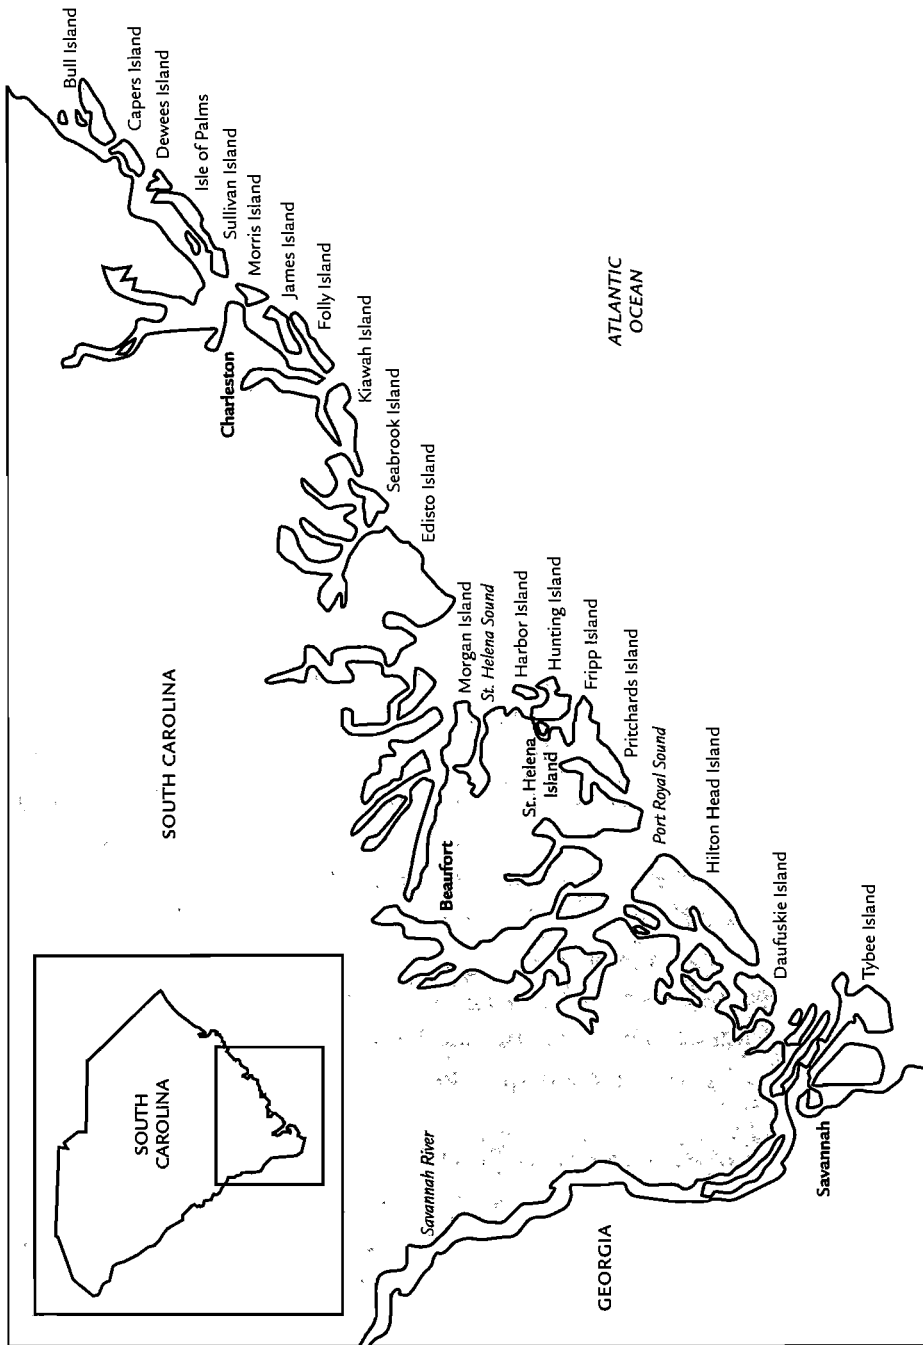 Bull Island
Capers Island
Dewees Island
Isle of Palms
Sullivan Island
Morris Island
James Island
Folly Island
Kiawah Island
Seabrook Island
Edisto Island
Charleston
ATLANTIC
OCEAN
SOUTH CAROLINA
Morgan Island
St. Helena Sound
Harbor Island
Hunting Island
Fripp Island
Pritchards Island
St. Helena
Island
Port Royal Sound
Hilton Head Island
Beaufort
Daufuskie Island
Tybee Island
SOUTH
CAROLINA
Savannah River
Savannah
GEORGIA